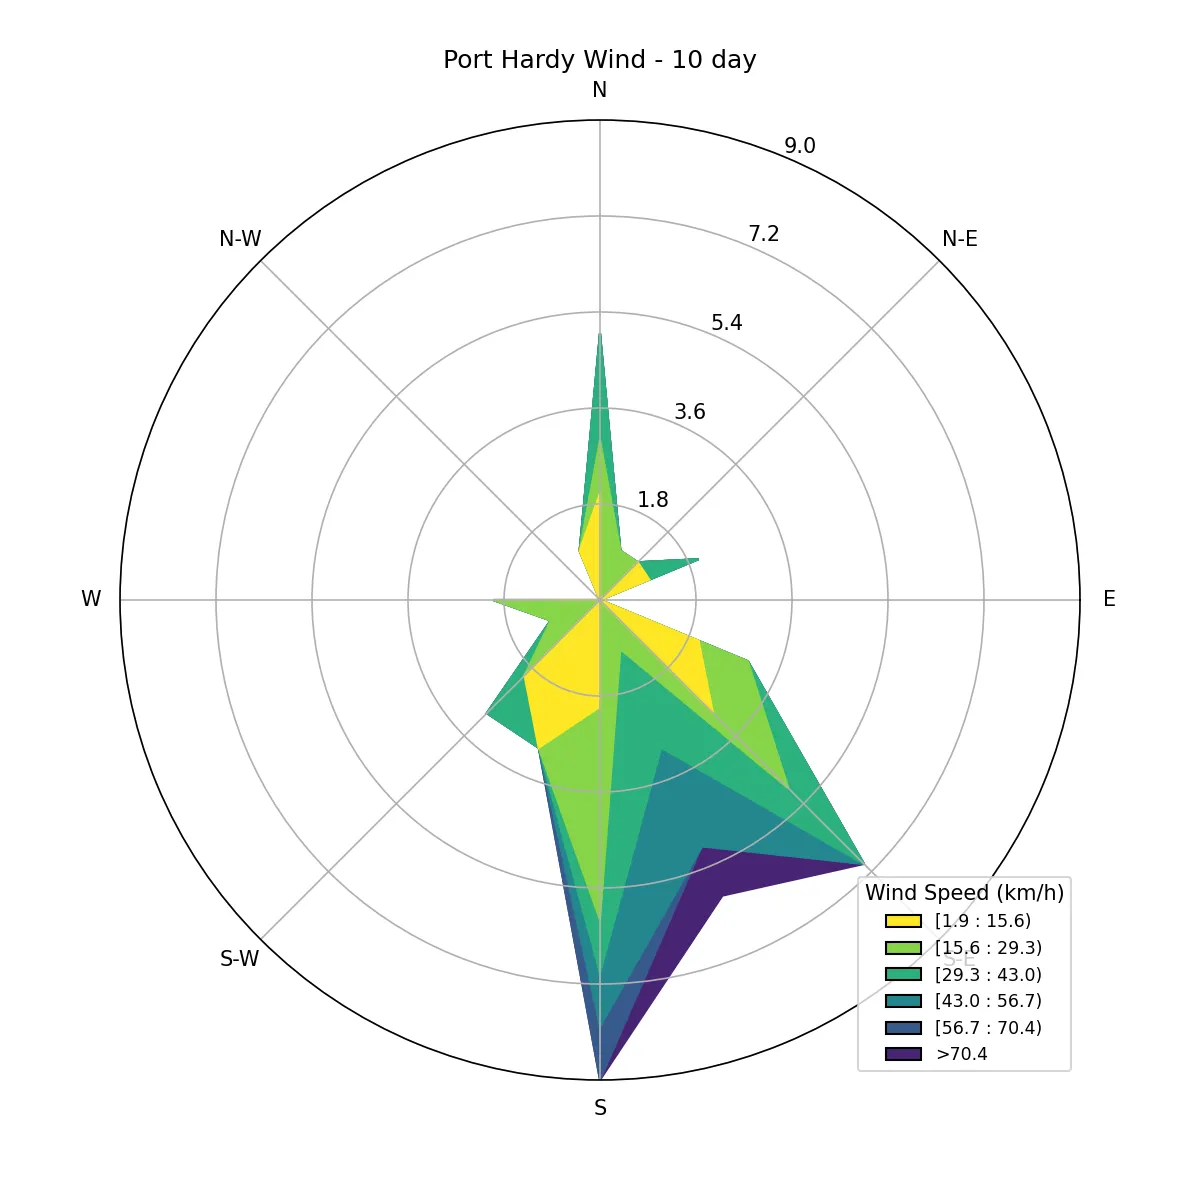 Port Hardy Wind - 10 day
N
9.0
N-W
N-E
7.2
5.4
3.6
1.8
W
E
Wind Speed (km/h)
[1.9 : 15.6)
[15.6 : 29.3)
S-W
S-E
[29.3 : 43.0)
[43.0 : 56.7)
[56.7 : 70.4)
>70.4
S